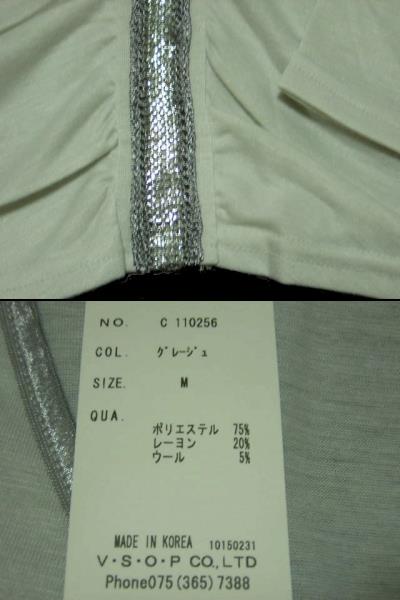 NO. C 110256
COL. ｸﾞﾚｰｼﾞｭ
SIZE. M
QUA.
ポリエステル 75%
レーヨン 20%
ウール 5%
MADE IN KOREA 10150231
V・S・O・P CO., LTD
Phone075(365)7388